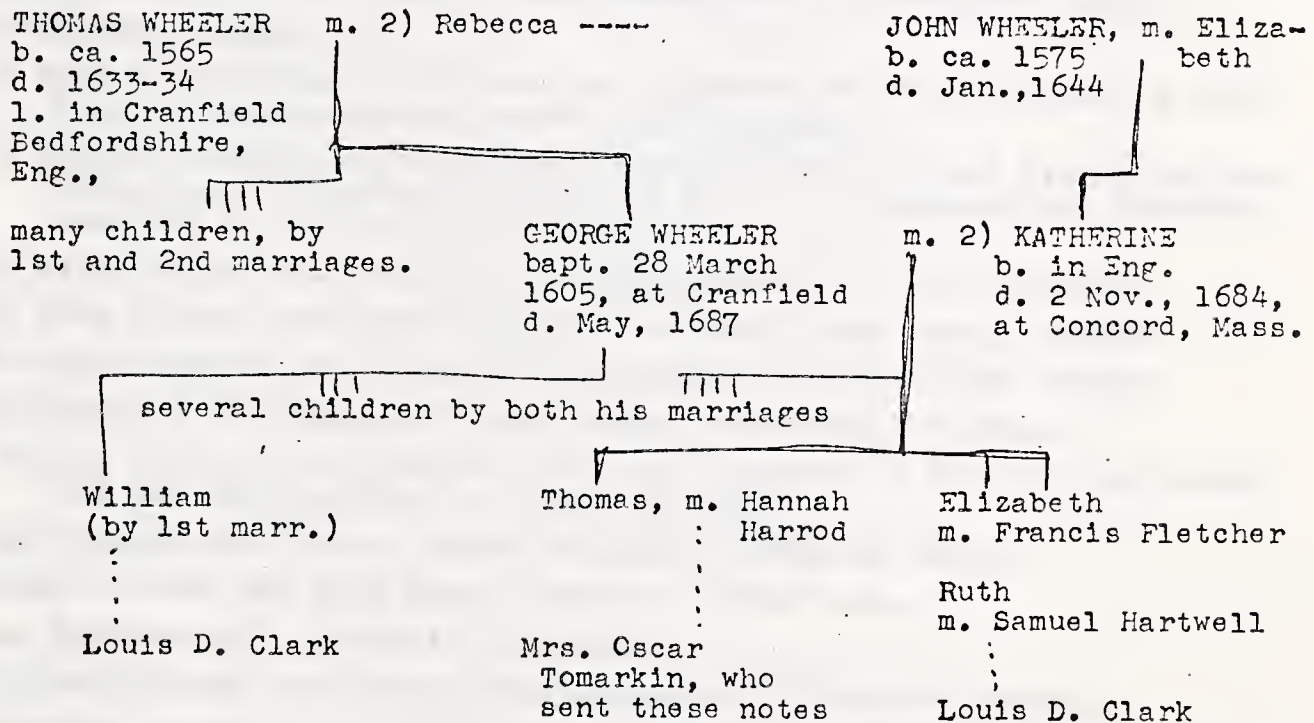 THOMAS WHEELER m. 2) Rebecca ----
b. ca. 1565
d. 1633-34
l. in Cranfield
Bedfordshire,
Eng.,
JOHN WHEELER, m. Eliza-
beth
b. ca. 1575
d. Jan.,1644
many children, by
1st and 2nd marriages.
GEORGE WHEELER
bapt. 28 March
1605, at Cranfield
d. May, 1687
m. 2) KATHERINE
b. in Eng.
d. 2 Nov., 1684,
at Concord, Mass.
several children by both his marriages
William
(by 1st marr.)
Louis D. Clark
Thomas, m. Hannah
Harrod
Mrs. Oscar
Tomarkin, who
sent these notes
Elizabeth
m. Francis Fletcher
Ruth
m. Samuel Hartwell
Louis D. Clark